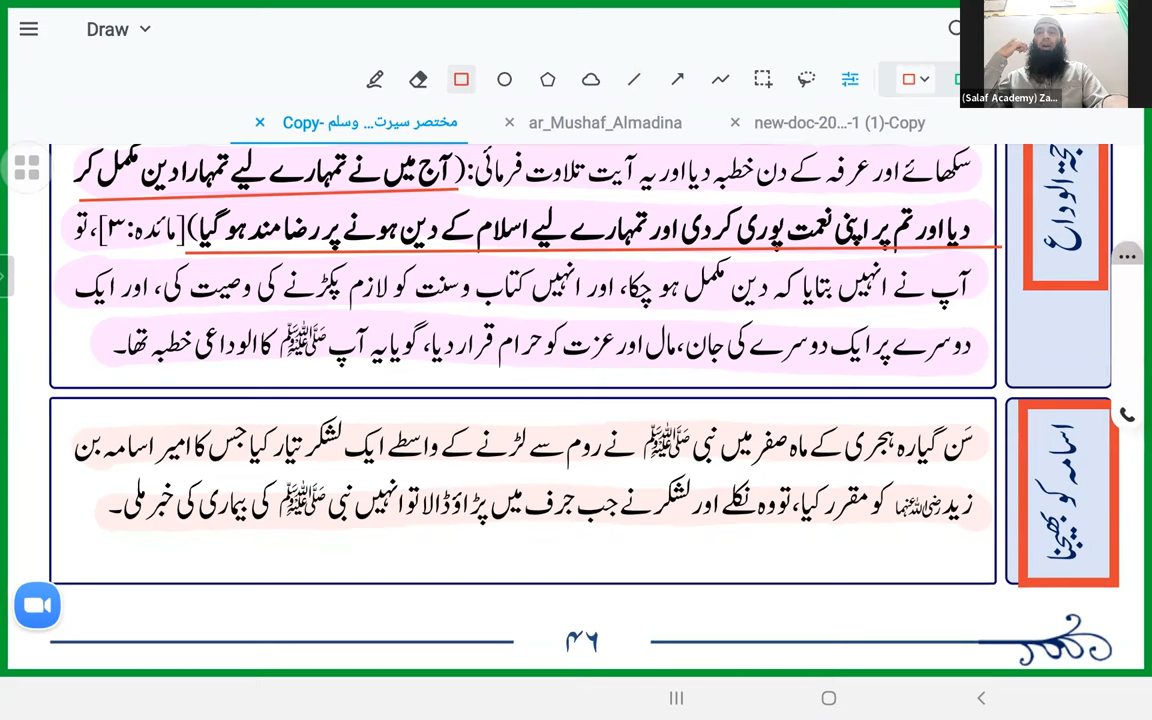 Draw
(Salaf Academy) Za...
مختصر سیرت... وسلم -Copy
ar_Mushaf_Almadina
new-doc-20...-1 (1)-Copy
حجۃ الوداع
سکھائے اور عرفہ کے دن خطبہ دیا اور یہ آیت تلاوت فرمائی: (آج میں نے تمہارے لیے تمہارا دین مکمل کر
دیا اور تم پر اپنی نعمت پوری کر دی اور تمہارے لیے اسلام کے دین ہونے پر رضامند ہو گیا) [مائدہ: ۳]، تو
آپ نے انہیں بتایا کہ دین مکمل ہو چکا، اور انہیں کتاب و سنت کو لازم پکڑنے کی وصیت کی، اور ایک
دوسرے پر ایک دوسرے کی جان، مال اور عزت کو حرام قرار دیا، گویا یہ آپ ﷺ کا الوداعی خطبہ تھا۔
اسامہ کو بھیجنا
سَن گیارہ ہجری کے ماہ صفر میں نبی ﷺ نے روم سے لڑنے کے واسطے ایک لشکر تیار کیا جس کا امیر اسامہ بن
زید رضی اللہ عنہما کو مقرر کیا، تو وہ نکلے اور لشکر نے جب جرف میں پڑاؤ ڈالا تو انہیں نبی ﷺ کی بیماری کی خبر ملی۔
۴۶